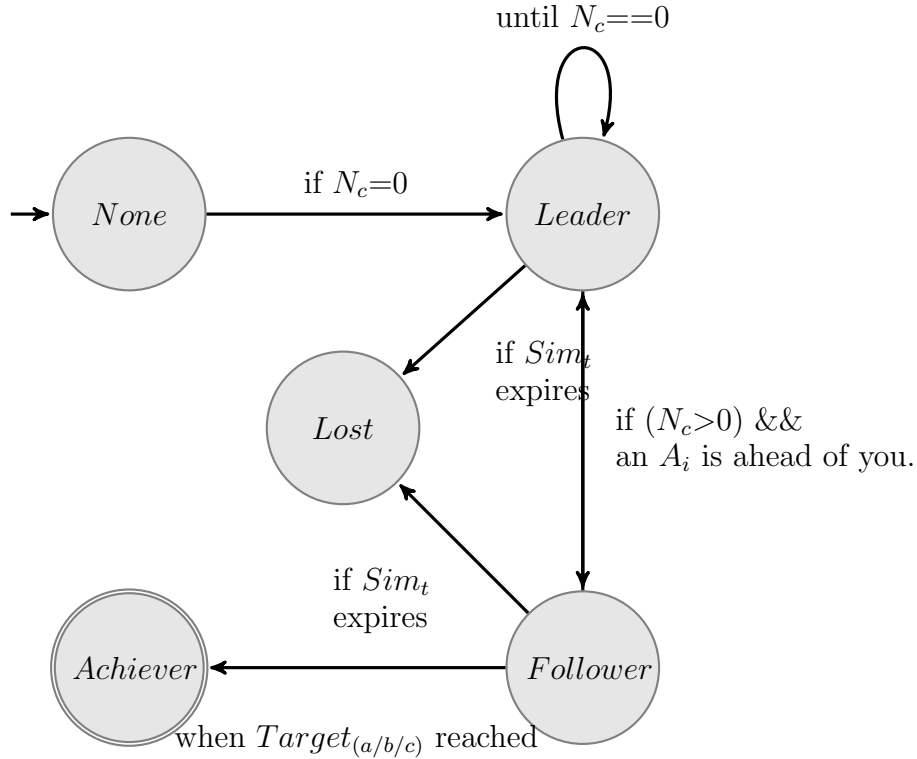 until N_c==0
if N_c=0
None
Leader
if Sim_t
expires
Lost
if (N_c>0) &&
an A_i is ahead of you.
if Sim_t
expires
Achiever
Follower
when Target_(a/b/c) reached